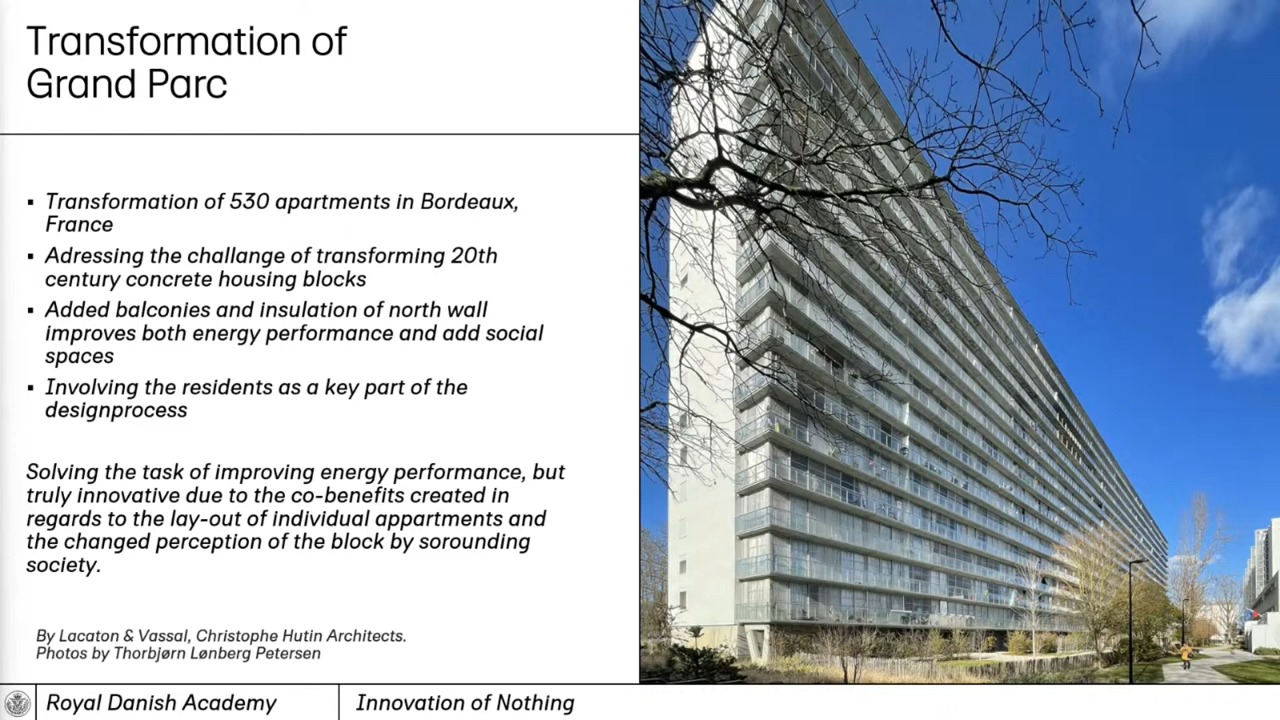 Transformation of
Grand Parc
▪ Transformation of 530 apartments in Bordeaux,
France
▪ Adressing the challange of transforming 20th
century concrete housing blocks
▪ Added balconies and insulation of north wall
improves both energy performance and add social
spaces
▪ Involving the residents as a key part of the
designprocess
Solving the task of improving energy performance, but
truly innovative due to the co-benefits created in
regards to the lay-out of individual appartments and
the changed perception of the block by sorounding
society.
By Lacaton & Vassal, Christophe Hutin Architects.
Photos by Thorbjørn Lønberg Petersen
Royal Danish Academy
Innovation of Nothing